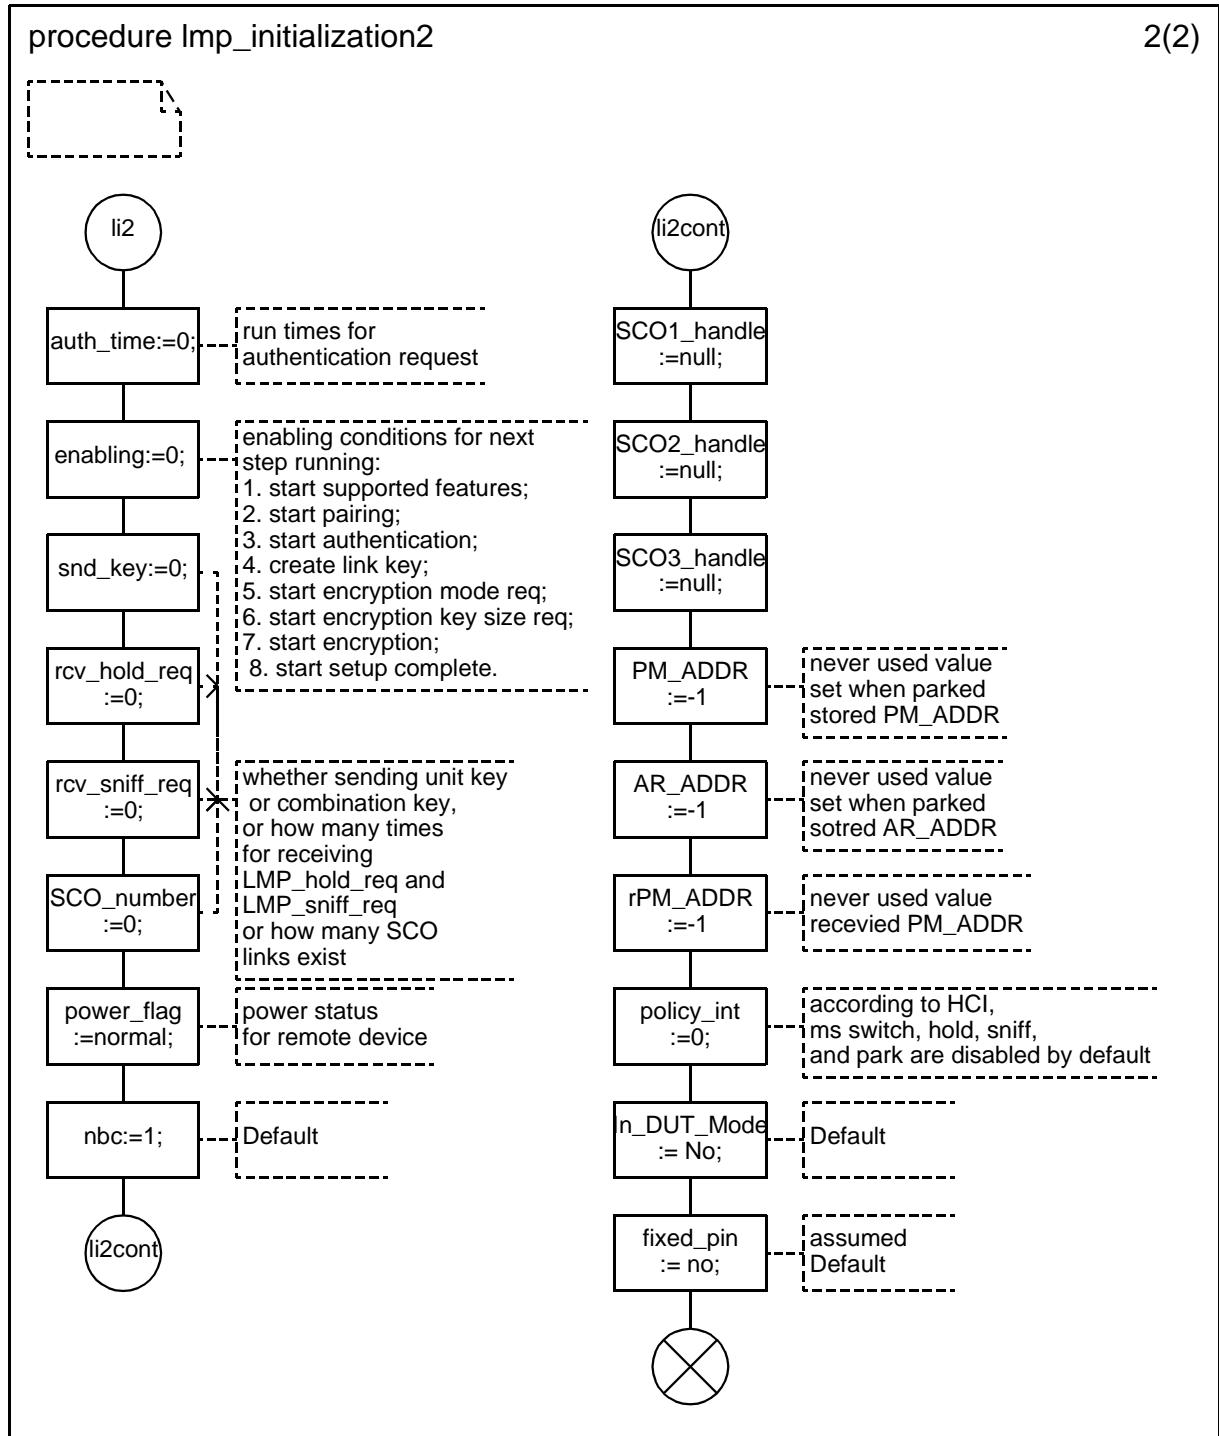 procedure lmp_initialization2
2(2)
li2
auth_time:=0;
run times for
authentication request
enabling:=0;
enabling conditions for next
step running:
1. start supported features;
2. start pairing;
3. start authentication;
4. create link key;
5. start encryption mode req;
6. start encryption key size req;
7. start encryption;
8. start setup complete.
snd_key:=0;
rcv_hold_req
:=0;
rcv_sniff_req
:=0;
whether sending unit key
or combination key,
or how many times
for receiving
LMP_hold_req and
LMP_sniff_req
or how many SCO
links exist
SCO_number
:=0;
power_flag
:=normal;
power status
for remote device
nbc:=1;
Default
li2cont
li2cont
SCO1_handle
:=null;
SCO2_handle
:=null;
SCO3_handle
:=null;
PM_ADDR
:=-1
never used value
set when parked
stored PM_ADDR
AR_ADDR
:=-1
never used value
set when parked
sotred AR_ADDR
rPM_ADDR
:=-1
never used value
recevied PM_ADDR
policy_int
:=0;
according to HCI,
ms switch, hold, sniff,
and park are disabled by default
In_DUT_Mode
:= No;
Default
fixed_pin
:= no;
assumed
Default